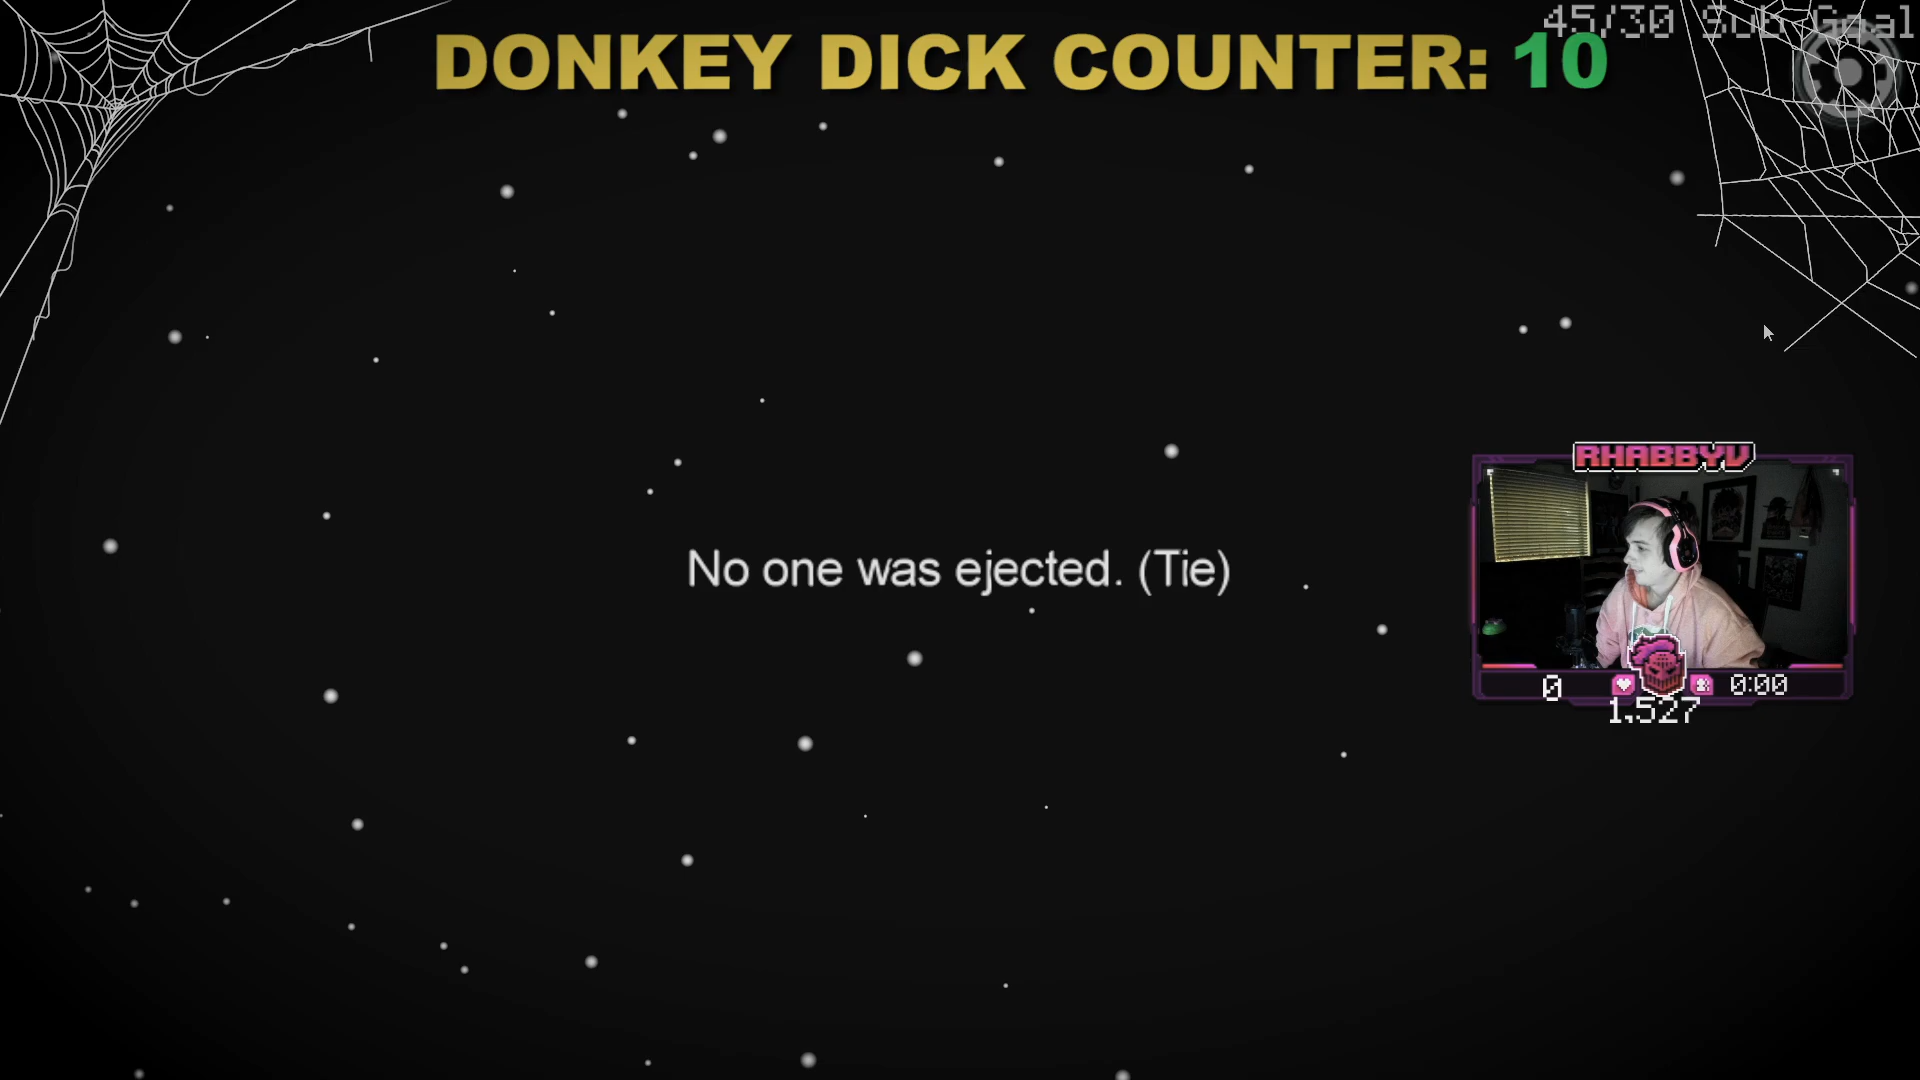 45/30 Sub Goal
DONKEY DICK COUNTER: 10
No one was ejected. (Tie)
RHABBYV
0
0:00
1,527